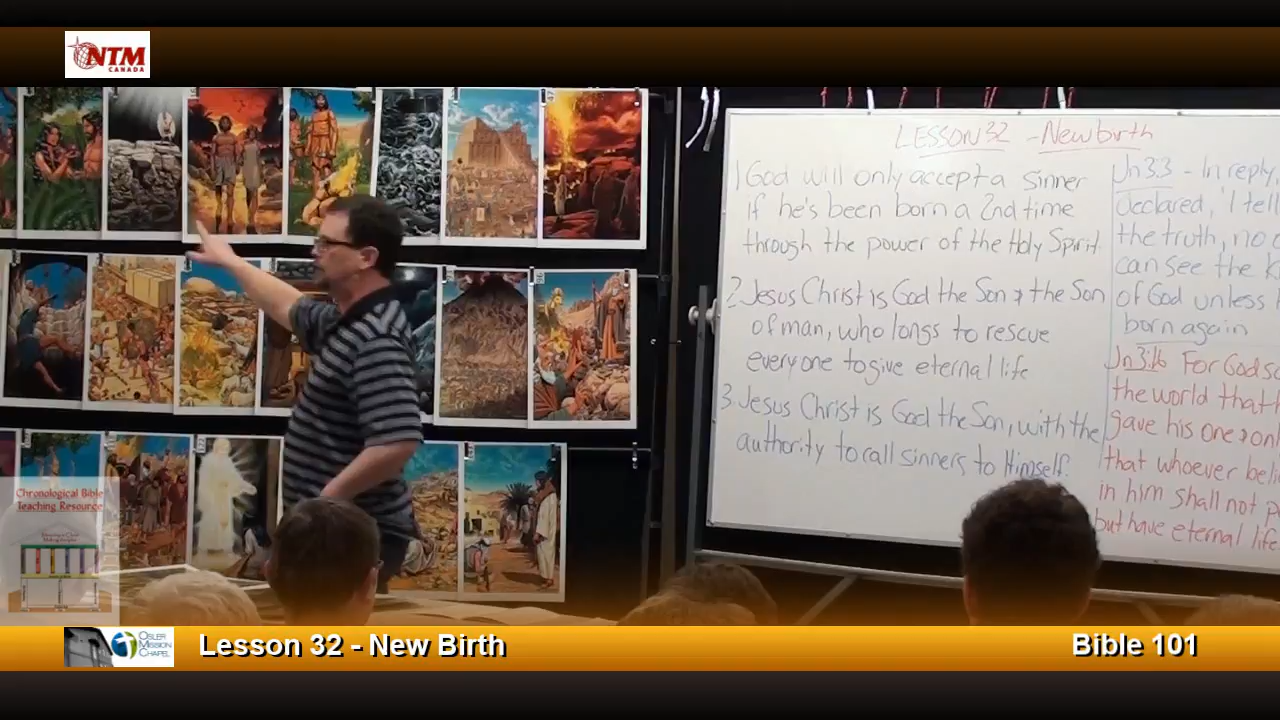 NTM
CANADA
LESSON 32 - New birth
1 God will only accept a sinner
if he's been born a 2nd time
through the power of the Holy Spirit
2 Jesus Christ is God the Son & the Son
of man, who longs to rescue
everyone to give eternal life
3 Jesus Christ is God the Son, with the
authority to call sinners to Himself.
Jn 3:3 - In reply,
declared, 'I tell
the truth, no
can see the
of God unless
born again
Jn 3:16 For God so
the world that
gave his one & on
that whoever
in him shall not
but have eternal life
Chronological Bible
Teaching Resource
OSLER
MISSION
CHAPEL
Lesson 32 - New Birth
Bible 101